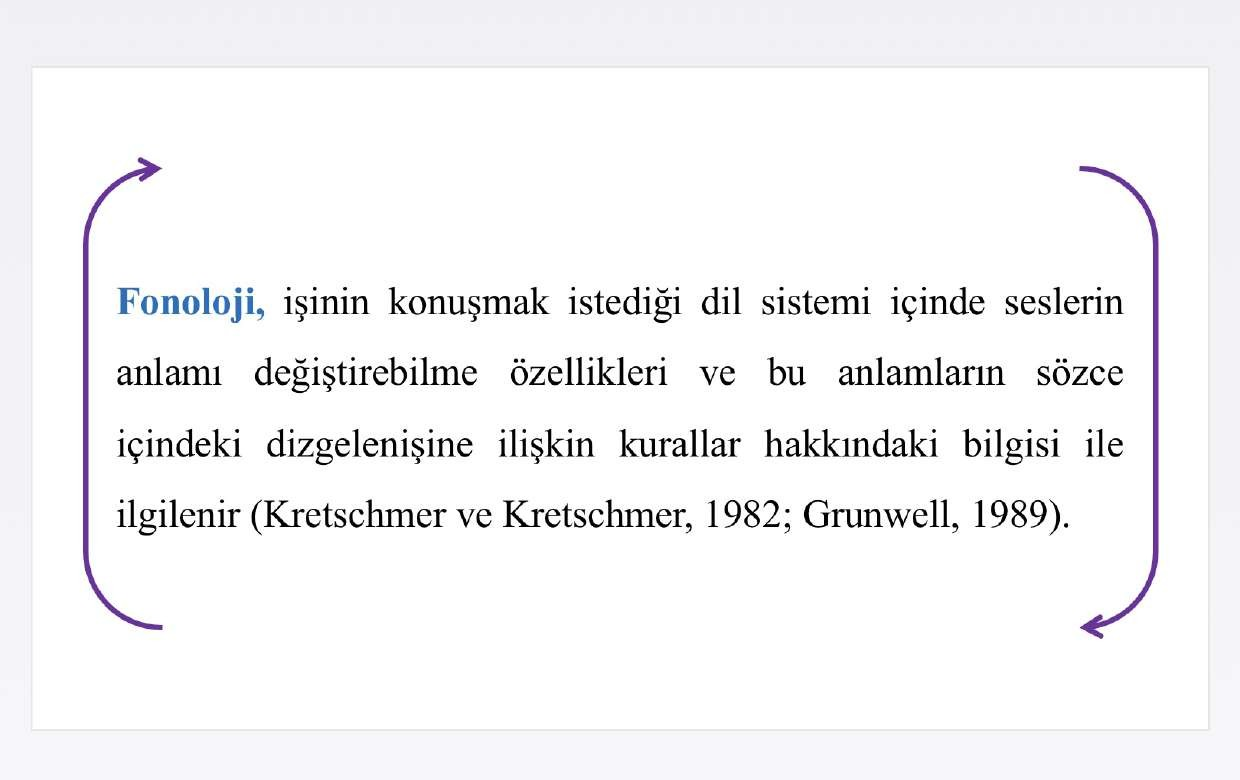 Fonoloji, işinin konuşmak istediği dil sistemi içinde seslerin
anlamı değiştirebilme özellikleri ve bu anlamların sözce
içindeki dizgelenişine ilişkin kurallar hakkındaki bilgisi ile
ilgilenir (Kretschmer ve Kretschmer, 1982; Grunwell, 1989).